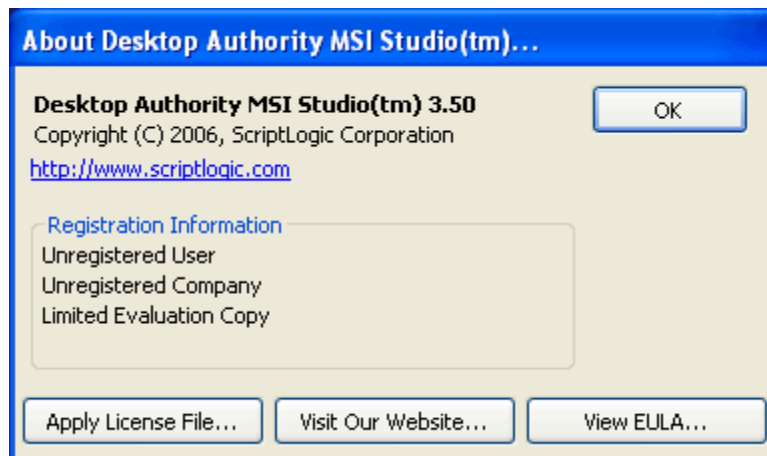 About Desktop Authority MSI Studio(tm)...
Desktop Authority MSI Studio(tm) 3.50
OK
Copyright (C) 2006, ScriptLogic Corporation
http://www.scriptlogic.com
Registration Information
Unregistered User
Unregistered Company
Limited Evaluation Copy
Apply License File...
Visit Our Website...
View EULA...